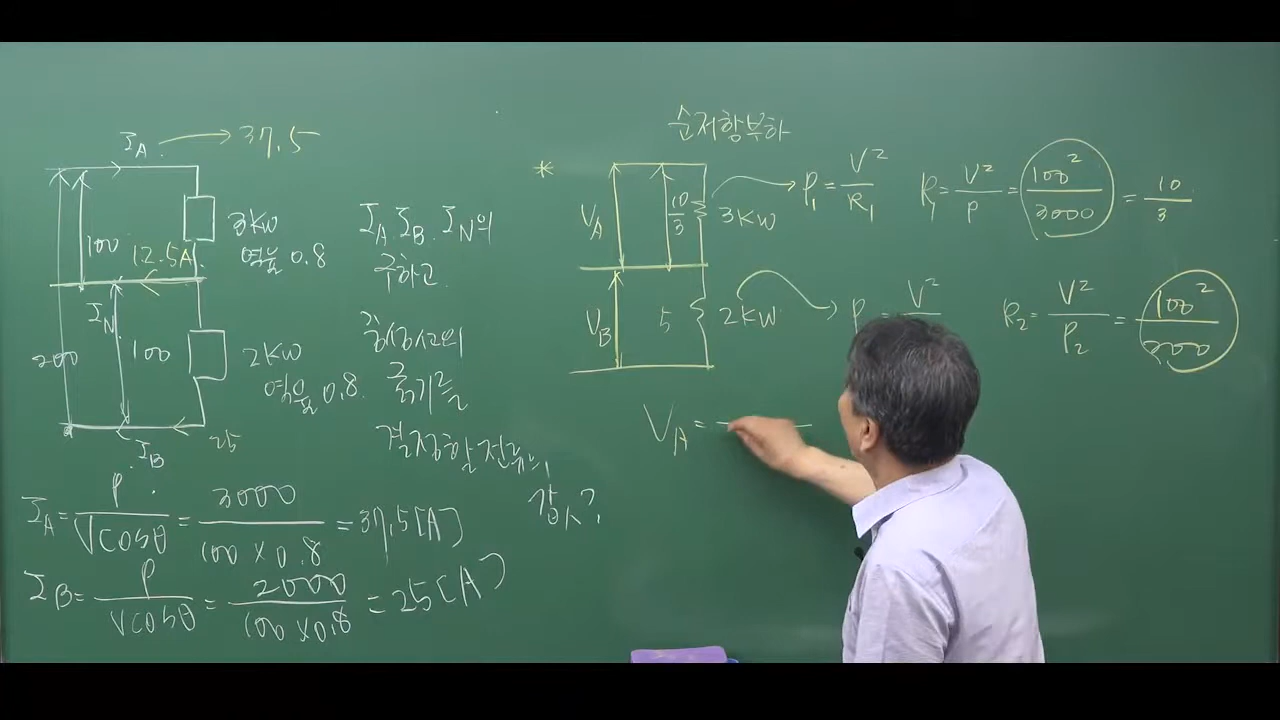 I_A → 37.5
100
3KW
역율 0.8
12.5A
I_N
200
100
2KW
역율 0.8
25
I_B
I_A I_B I_N의
구하고
중성선의
굵기를
결정할 전류의
값은?
I_A = P / Vcosθ = 3000 / 100 × 0.8 = 37.5[A]
I_B = P / Vcosθ = 2000 / 100 × 0.8 = 25[A]
순저항부하
*
V_A
10/3
3KW
P_1 = V² / R_1
R_1 = V² / P = 100² / 3000 = 10 / 3
V_B
5
2KW
P = V²
R_2 = V² / P_2 = 100² / 2000
V_A =